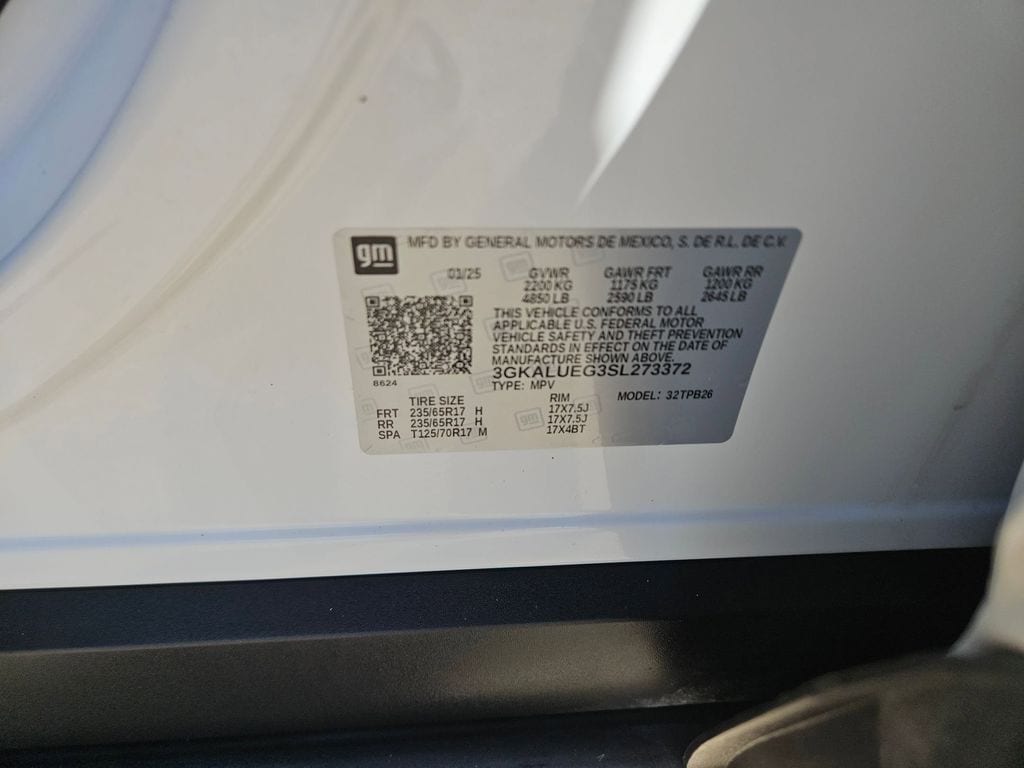 gm MFD BY GENERAL MOTORS DE MEXICO, S. DE R.L. DE C.V.
01/25 GVWR GAWR FRT GAWR RR
2200 KG 1175 KG 1200 KG
4850 LB 2590 LB 2645 LB
THIS VEHICLE CONFORMS TO ALL
APPLICABLE U.S. FEDERAL MOTOR
VEHICLE SAFETY AND THEFT PREVENTION
STANDARDS IN EFFECT ON THE DATE OF
MANUFACTURE SHOWN ABOVE.
3GKALUEG3SL273372
8624 TYPE: MPV MODEL: 32TPB26
TIRE SIZE RIM
FRT 235/65R17 H 17X7.5J
RR 235/65R17 H 17X7.5J
SPA T125/70R17 M 17X4BT